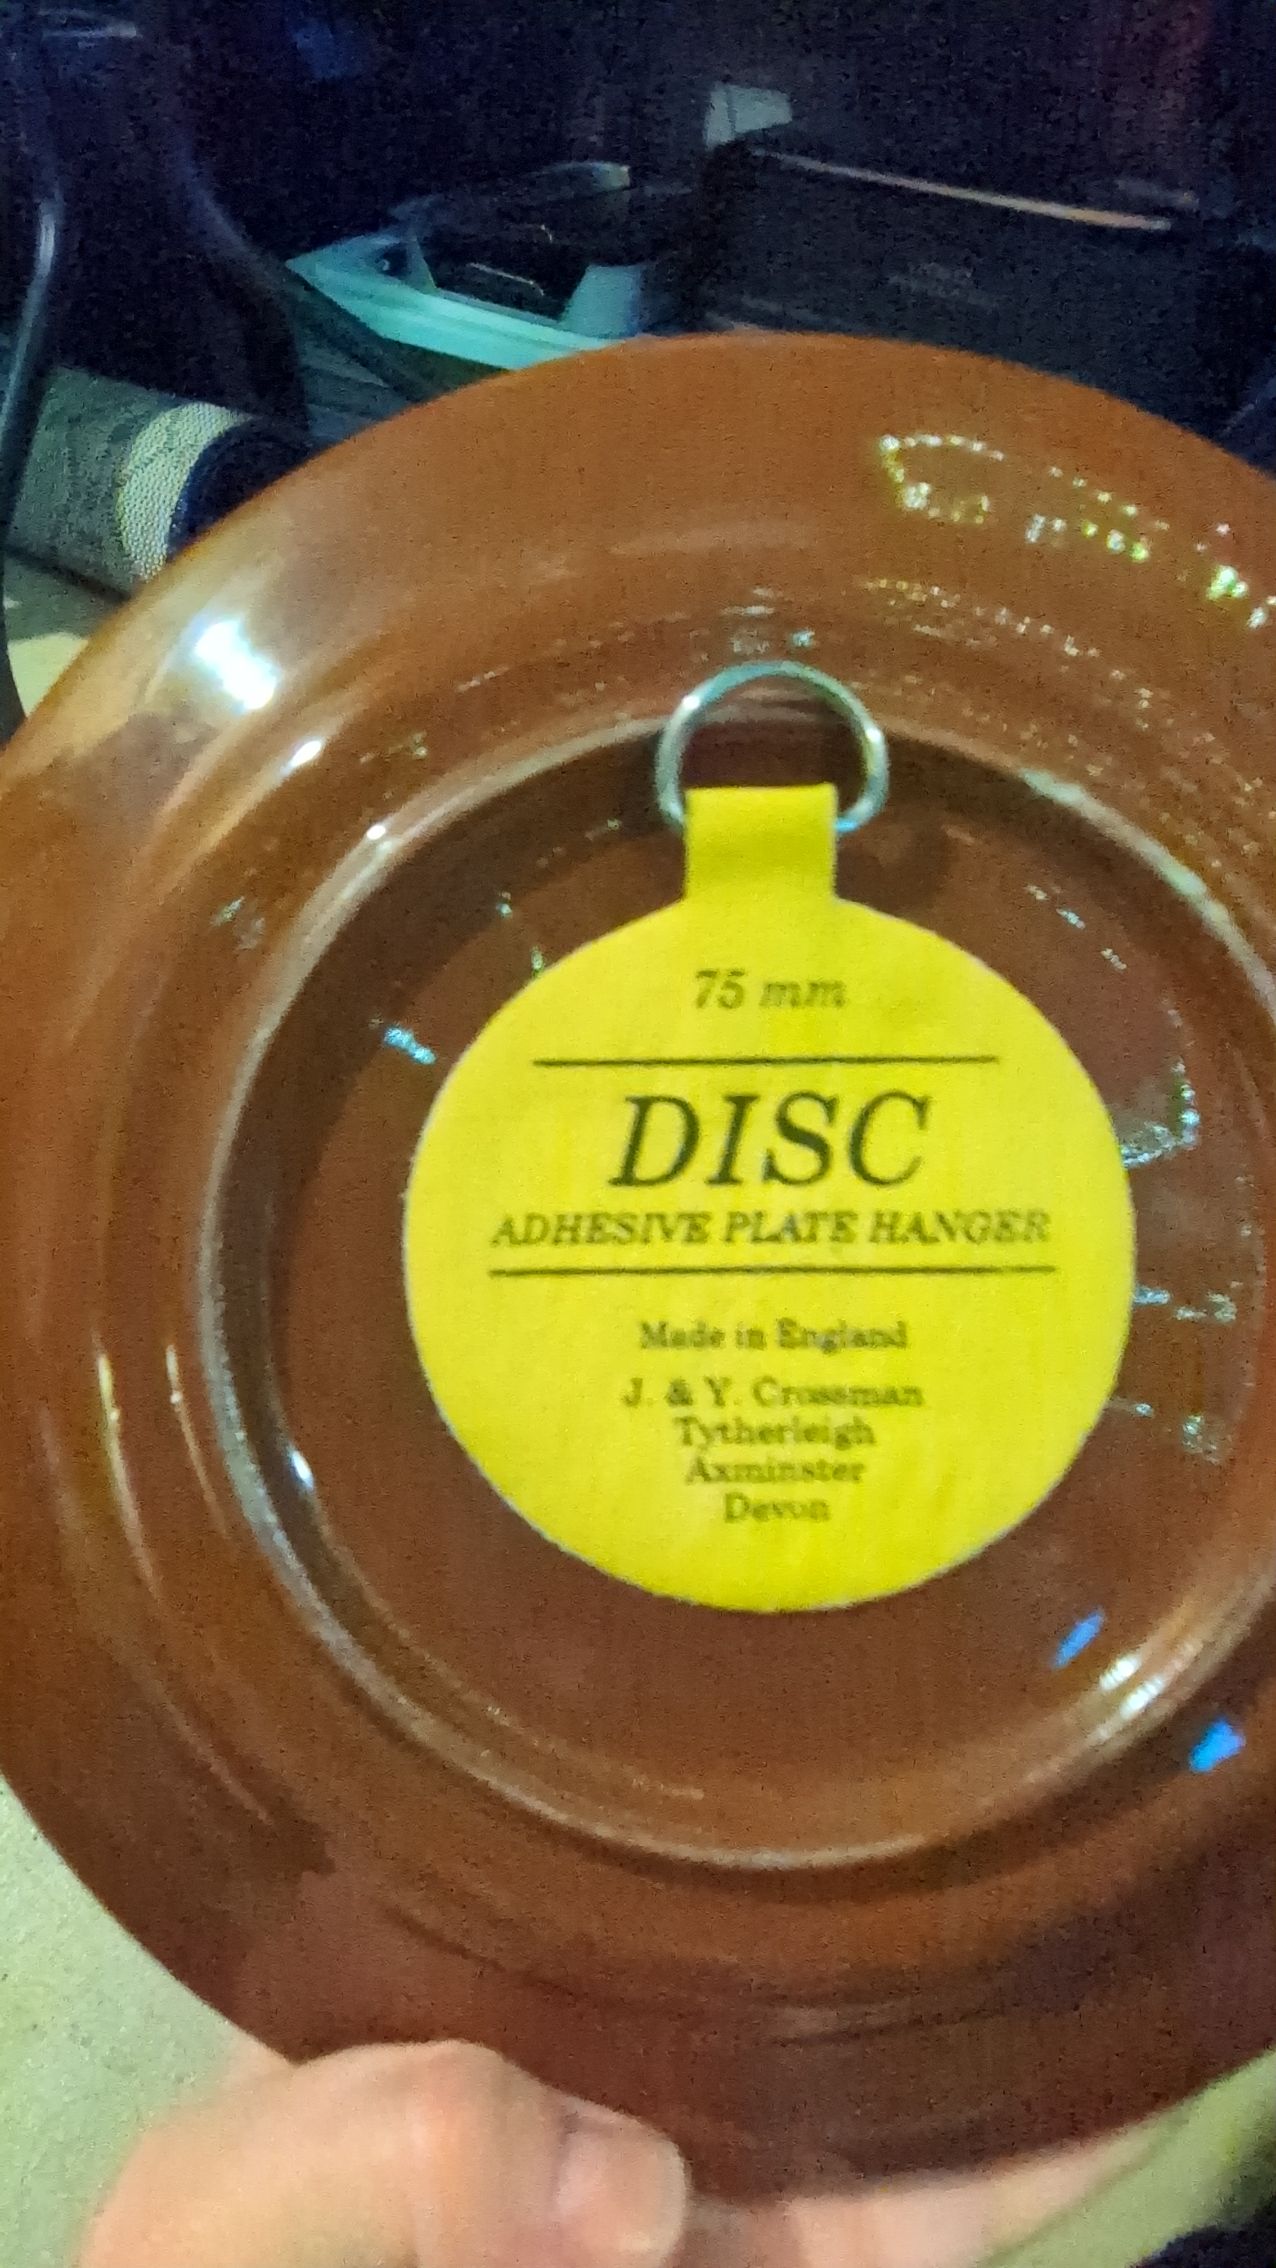 75 mm
DISC
ADHESIVE PLATE HANGER
Made in England
J. & Y. Crossman
Tytherleigh
Axminster
Devon